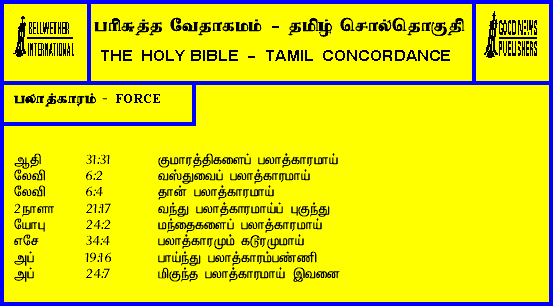 BELLWETHER
INTERNATIONAL
பரிசுத்த வேதாகமம் - தமிழ் சொல்தொகுதி
THE HOLY BIBLE - TAMIL CONCORDANCE
GOOD NEWS
PUBLISHERS
பலாத்காரம் - FORCE
ஆதி 31:31 குமாரத்திகளைப் பலாத்காரமாய்
லேவி 6:2 வஸ்துவைப் பலாத்காரமாய்
லேவி 6:4 தான் பலாத்காரமாய்
2நாளா 21:17 வந்து பலாத்காரமாய்ப் புகுந்து
யோபு 24:2 மந்தைகளைப் பலாத்காரமாய்
எசே 34:4 பலாத்காரமும் கடூரமுமாய்
அப் 19:16 பாய்ந்து பலாத்காரம்பண்ணி
அப் 24:7 மிகுந்த பலாத்காரமாய் இவனை